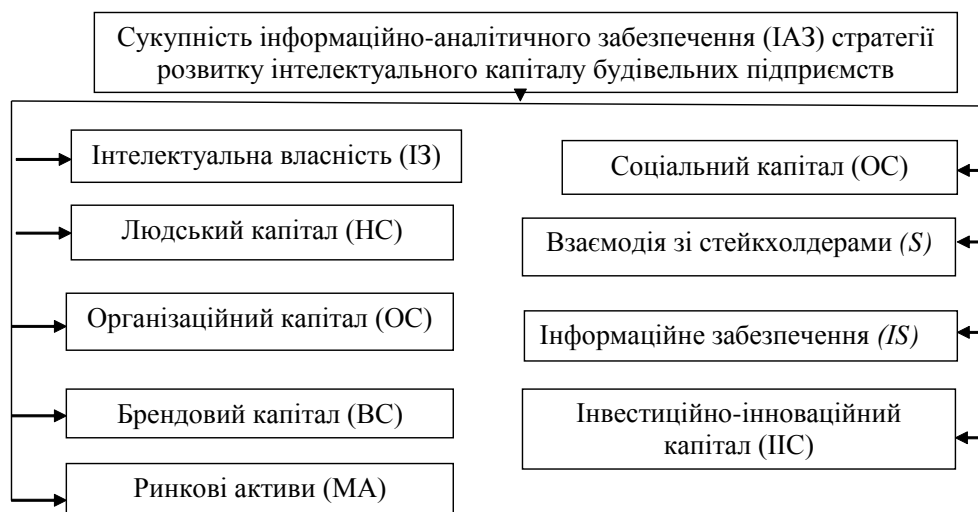 Сукупність інформаційно-аналітичного забезпечення (ІАЗ) стратегії
розвитку інтелектуального капіталу будівельних підприємств
Інтелектуальна власність (ІЗ)
Людський капітал (НС)
Організаційний капітал (ОС)
Брендовий капітал (ВС)
Ринкові активи (МА)
Соціальний капітал (ОС)
Взаємодія зі стейкхолдерами (S)
Інформаційне забезпечення (IS)
Інвестиційно-інноваційний
капітал (ІІС)